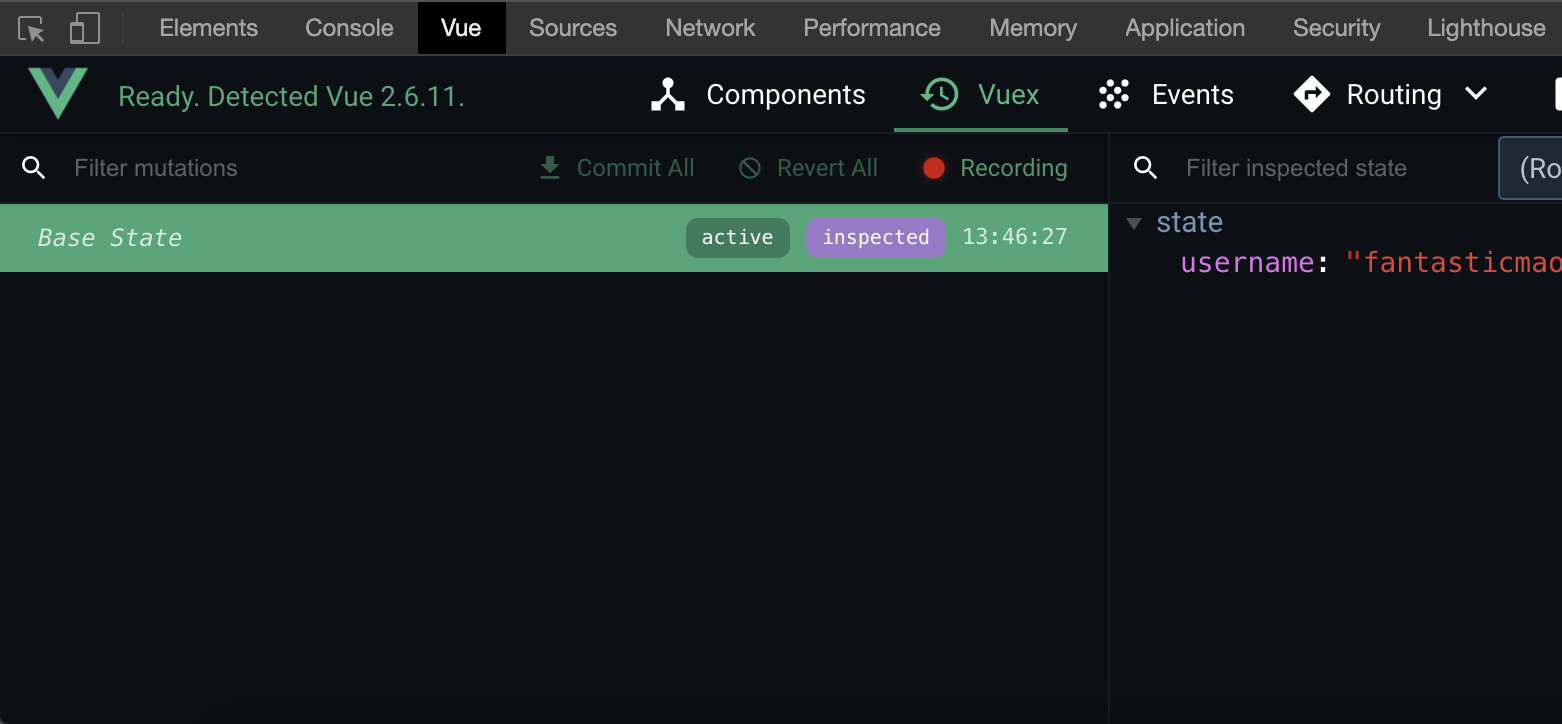 Elements Console Vue Sources Network Performance Memory Application Security Lighthouse
Ready. Detected Vue 2.6.11. Components Vuex Events Routing
Filter mutations Commit All Revert All Recording Filter inspected state (Ro
Base State active inspected 13:46:27 state
username: "fantasticmao